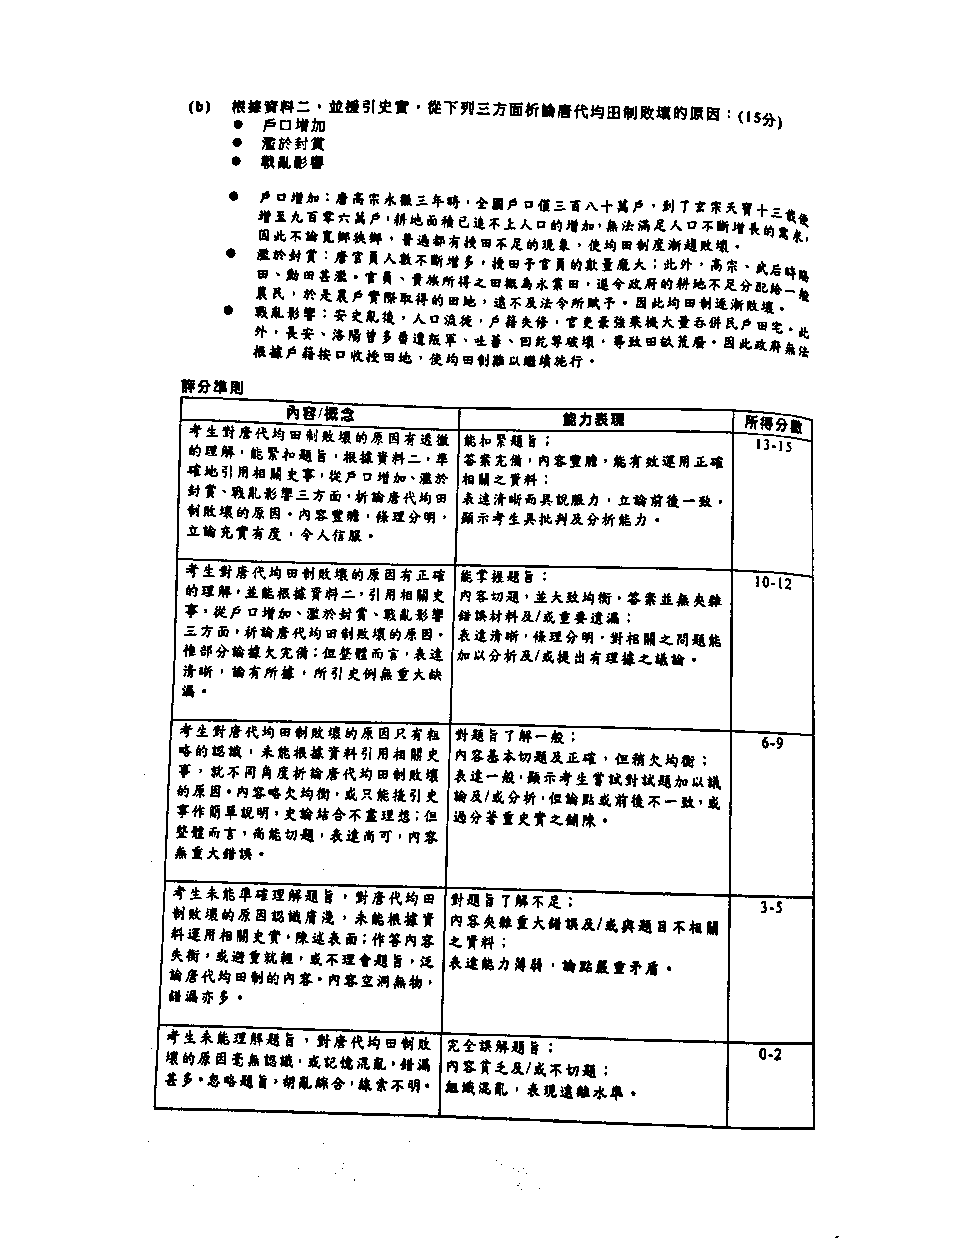 (b) 根據資料二，並援引史實，從下列三方面析論唐代均田制敗壞的原因：(15分)
● 戶口增加
● 濫於封賞
● 戰亂影響
● 戶口增加：唐高宗永徽三年時，全國戶口僅三百八十萬戶，到了玄宗天寶十三載後
增至九百零六萬戶，耕地面積已追不上人口的增加，無法滿足人口不斷增長的需求，
因此不論寬鄉狹鄉，普遍都有授田不足的現象，使均田制度漸趨敗壞。
● 濫於封賞：唐官員人數不斷增多，授田予官員的數量龐大；此外，高宗、武后時賜
田、勳田甚濫。官員、貴族所得之田概為永業田，遂令政府的耕地不足分配給一般
農民，於是農戶實際取得的田地，遠不及法令所賦予。因此均田制逐漸敗壞。
● 戰亂影響：安史亂後，人口流徙，戶籍失修，官吏豪強乘機大量吞併民戶田宅。此
外，長安、洛陽曾多番遭叛軍、吐蕃、回紇等破壞，導致田畝荒廢。因此政府無法
根據戶籍按口收授田地，使均田制難以繼續施行。
評分準則
內容/概念 能力表現 所得分數
考生對唐代均田制敗壞的原因有透徹
的理解，能緊扣題旨，根據資料二，準
確地引用相關史事，從戶口增加、濫於
封賞、戰亂影響三方面，析論唐代均田
制敗壞的原因。內容豐贍，條理分明，
立論充實有度，令人信服。
能扣緊題旨；
答案完備，內容豐贍，能有效運用正確
相關之資料；
表達清晰而具說服力，立論前後一致，
顯示考生具批判及分析能力。
13-15
考生對唐代均田制敗壞的原因有正確
的理解，並能根據資料二，引用相關史
事，從戶口增加、濫於封賞、戰亂影響
三方面，析論唐代均田制敗壞的原因。
惟部分論據欠完備；但整體而言，表達
清晰，論有所據，所引史例無重大缺
漏。
能掌握題旨；
內容切題，並大致均衡，答案並無夾雜
錯誤材料及/或重要遺漏；
表達清晰，條理分明，對相關之問題能
加以分析及/或提出有理據之議論。
10-12
考生對唐代均田制敗壞的原因只有粗
略的認識，未能根據資料引用相關史
事，就不同角度析論唐代均田制敗壞
的原因。內容略欠均衡，或只能援引史
事作簡單說明，史論結合不盡理想；但
整體而言，尚能切題，表達尚可，內容
無重大錯誤。
對題旨了解一般；
內容基本切題及正確，但稍欠均衡；
表達一般，顯示考生嘗試對試題加以議
論及/或分析，但論點或前後不一致，或
過分著重史實之鋪陳。
6-9
考生未能準確理解題旨，對唐代均田
制敗壞的原因認識膚淺，未能根據資
料運用相關史實，陳述表面；作答內容
失衡，或避重就輕，或不理會題旨，泛
論唐代均田制的內容。內容空洞無物，
錯漏亦多。
對題旨了解不足；
內容夾雜重大錯誤及/或與題目不相關
之資料；
表達能力薄弱，論點嚴重矛盾。
3-5
考生未能理解題旨，對唐代均田制敗
壞的原因毫無認識，或記憶混亂，錯漏
甚多。忽略題旨，胡亂綜合，線索不明。
完全誤解題旨；
內容貧乏及/或不切題；
組織混亂，表現遠離水準。
0-2